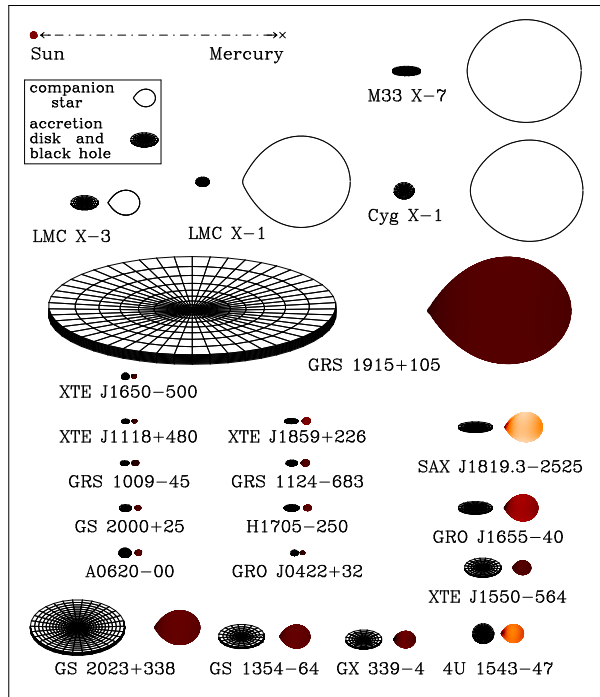 Sun Mercury
companion
star
accretion
disk and
black hole
M33 X-7
LMC X-3
LMC X-1
Cyg X-1
GRS 1915+105
XTE J1650-500
XTE J1118+480
XTE J1859+226
SAX J1819.3-2525
GRS 1009-45
GRS 1124-683
GS 2000+25
H1705-250
GRO J1655-40
A0620-00
GRO J0422+32
XTE J1550-564
GS 2023+338
GS 1354-64
GX 339-4
4U 1543-47